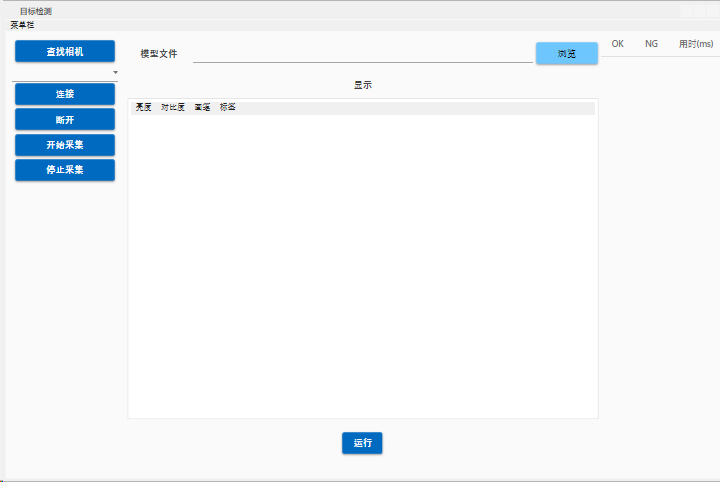 目标检测
菜单栏
查找相机
连接
断开
开始采集
停止采集
模型文件
浏览
显示
亮度 对比度 画笔 标签
运行
OK NG 用时(ms)